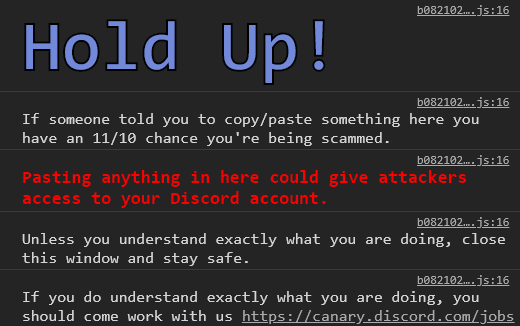 b082102….js:16
Hold Up!
b082102….js:16
If someone told you to copy/paste something here you
have an 11/10 chance you're being scammed.
b082102….js:16
Pasting anything in here could give attackers
access to your Discord account.
b082102….js:16
Unless you understand exactly what you are doing, close
this window and stay safe.
b082102….js:16
If you do understand exactly what you are doing, you
should come work with us https://canary.discord.com/jobs